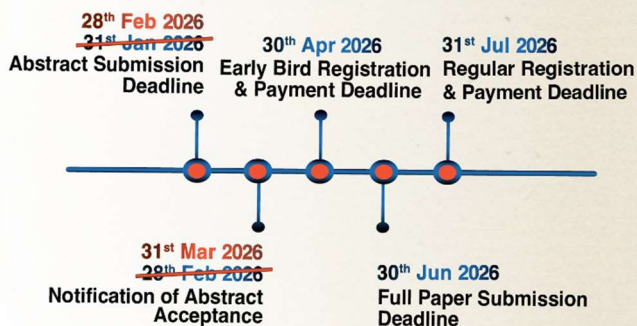 28th Feb 2026
31st Jan 2026
Abstract Submission
Deadline
30th Apr 2026
Early Bird Registration
& Payment Deadline
31st Jul 2026
Regular Registration
& Payment Deadline
31st Mar 2026
28th Feb 2026
Notification of Abstract
Acceptance
30th Jun 2026
Full Paper Submission
Deadline